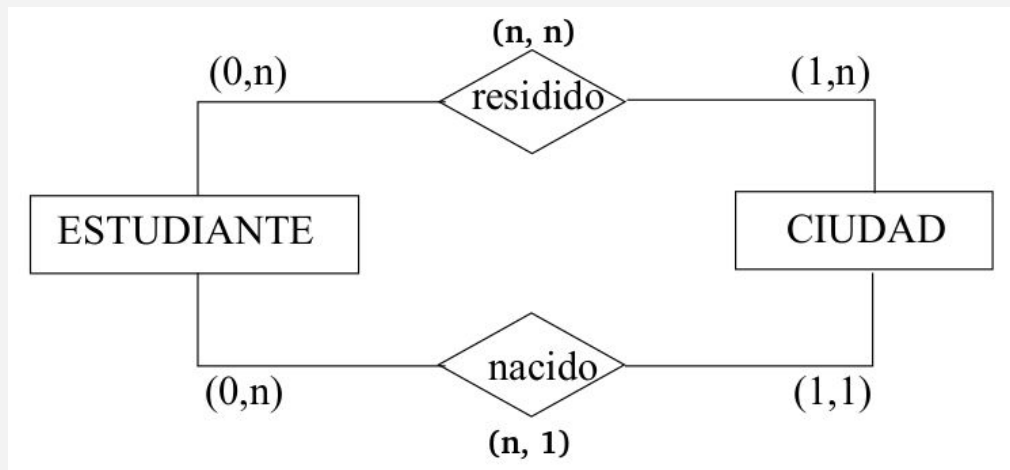 (n, n)
(0,n)
residido
(1,n)
ESTUDIANTE
CIUDAD
nacido
(0,n)
(1,1)
(n, 1)